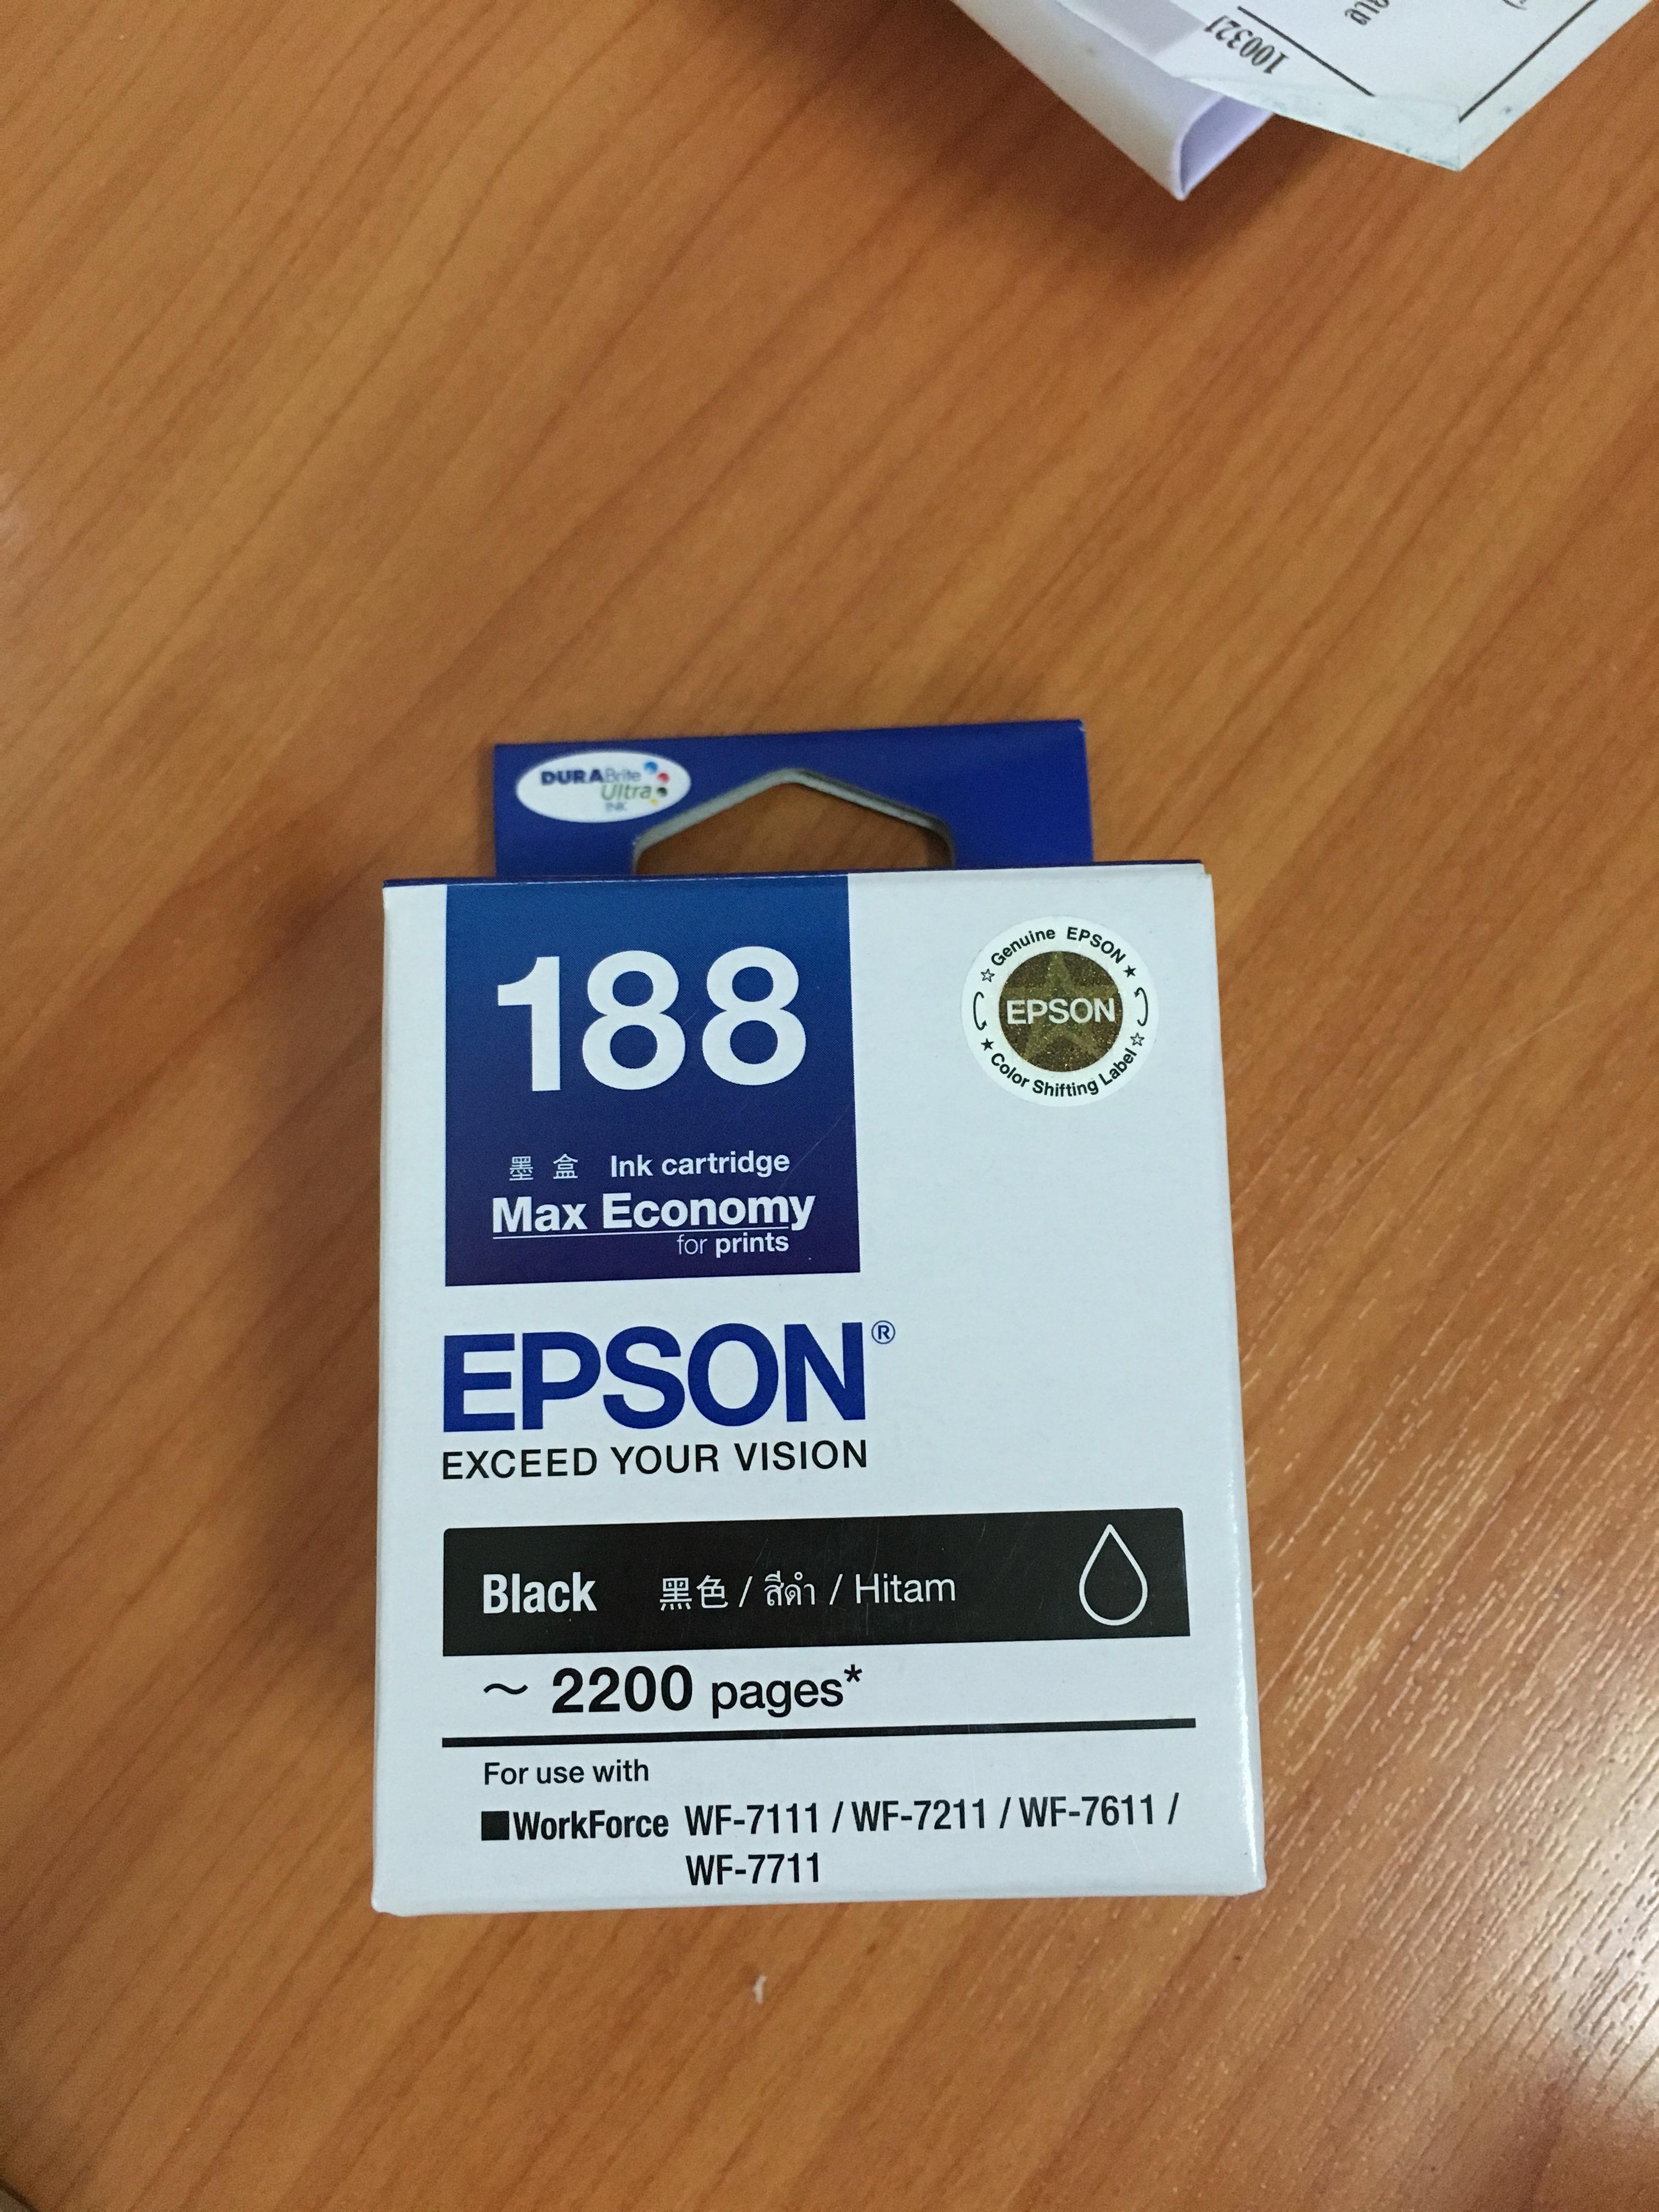 100321
DURABrite
Ultra
INK
188
Genuine EPSON
EPSON
Color Shifting Label
墨盒 Ink cartridge
Max Economy
for prints
EPSON®
EXCEED YOUR VISION
Black 黑色 / สีดำ / Hitam
~ 2200 pages*
For use with
WorkForce WF-7111 / WF-7211 / WF-7611 /
WF-7711